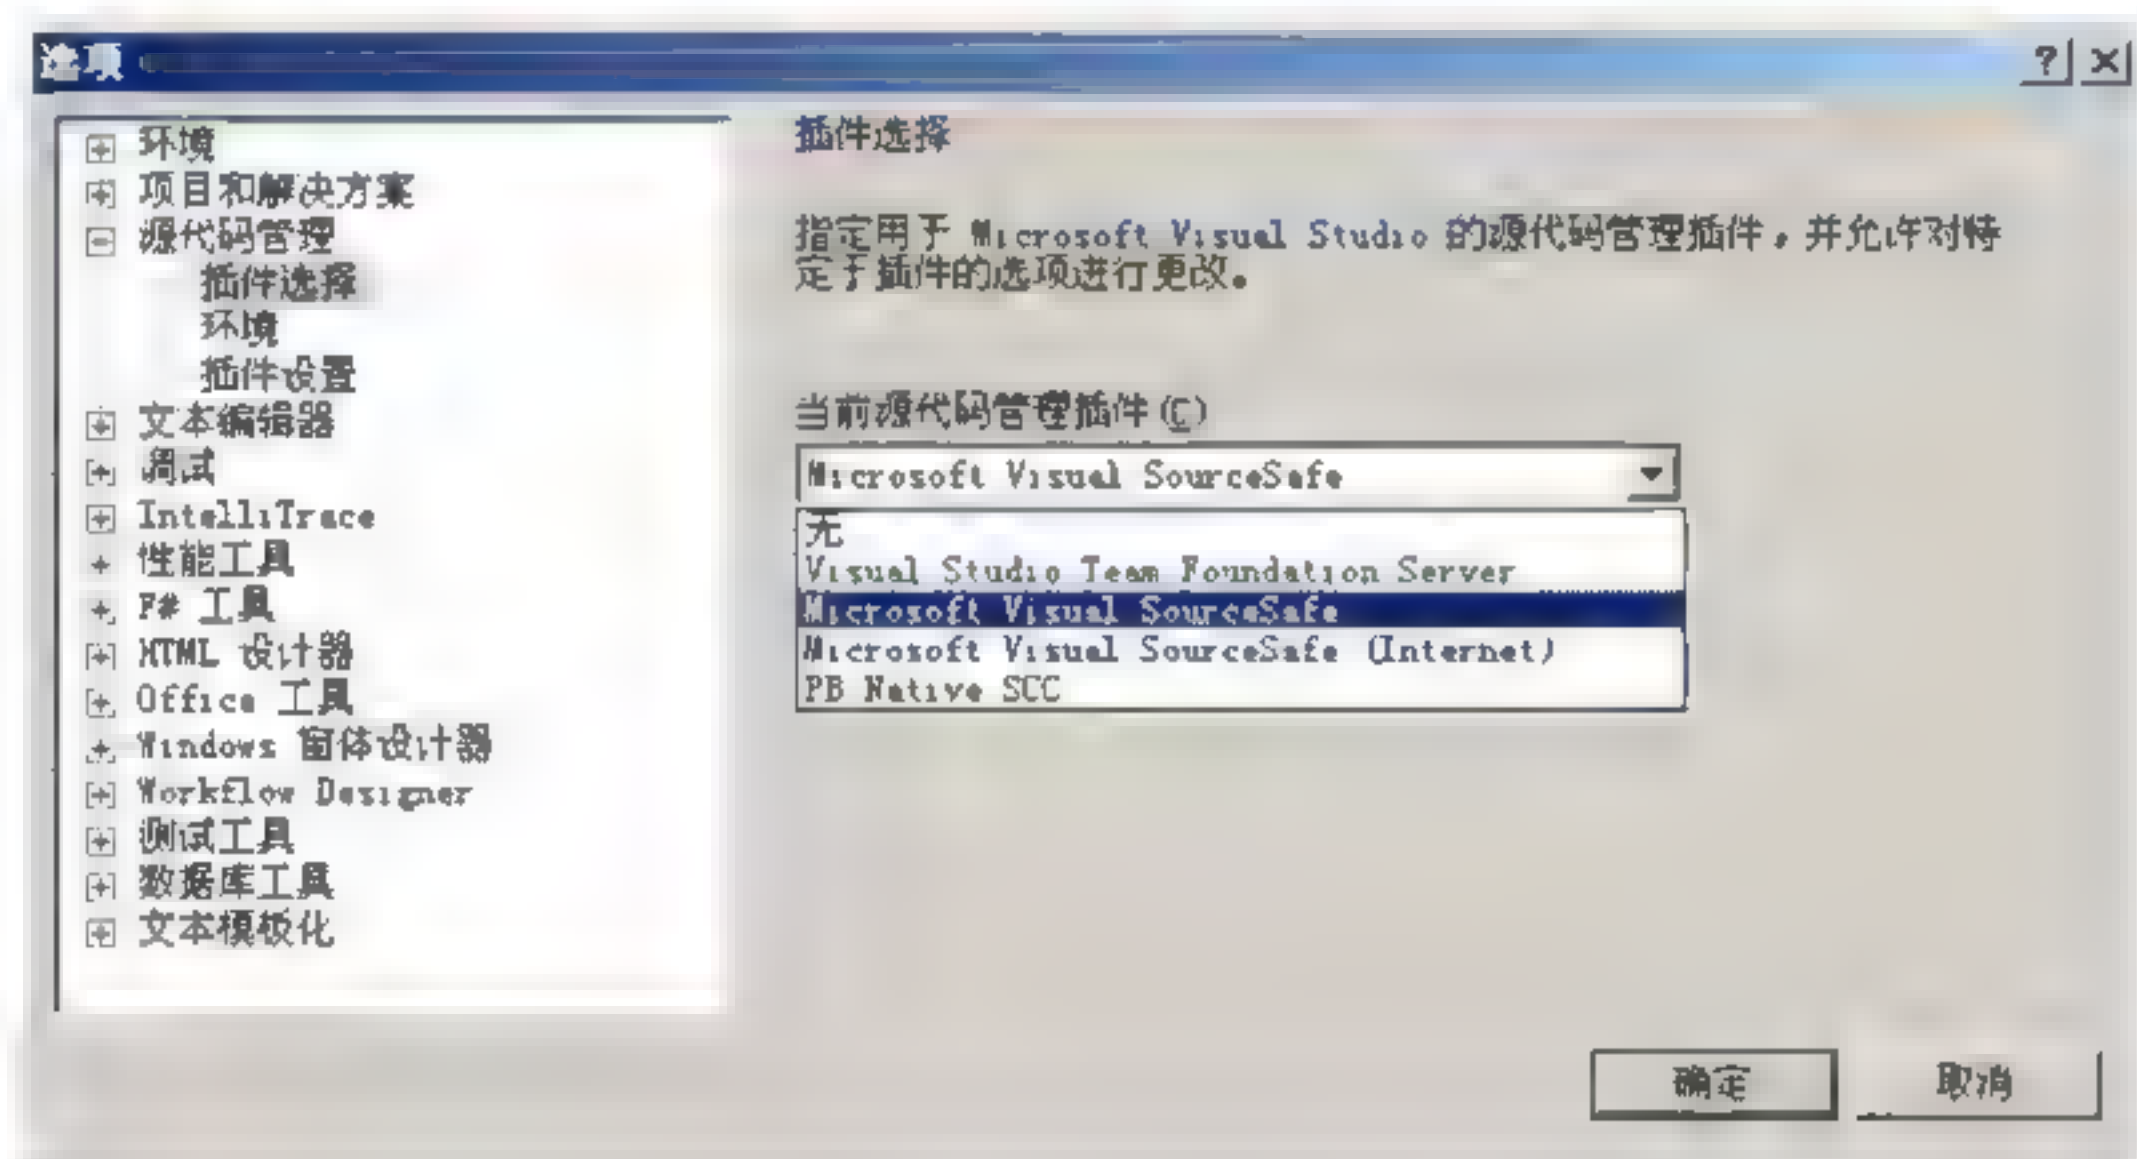 选项
环境
项目和解决方案
源代码管理
插件选择
环境
插件设置
文本编辑器
调试
IntelliTrace
性能工具
F# 工具
HTML 设计器
Office 工具
Windows 窗体设计器
Workflow Designer
测试工具
数据库工具
文本模板化
插件选择
指定用于 Microsoft Visual Studio 的源代码管理插件，并允许对特
定于插件的选项进行更改。
当前源代码管理插件(C)
Microsoft Visual SourceSafe
无
Visual Studio Team Foundation Server
Microsoft Visual SourceSafe
Microsoft Visual SourceSafe (Internet)
PB Native SCC
确定
取消